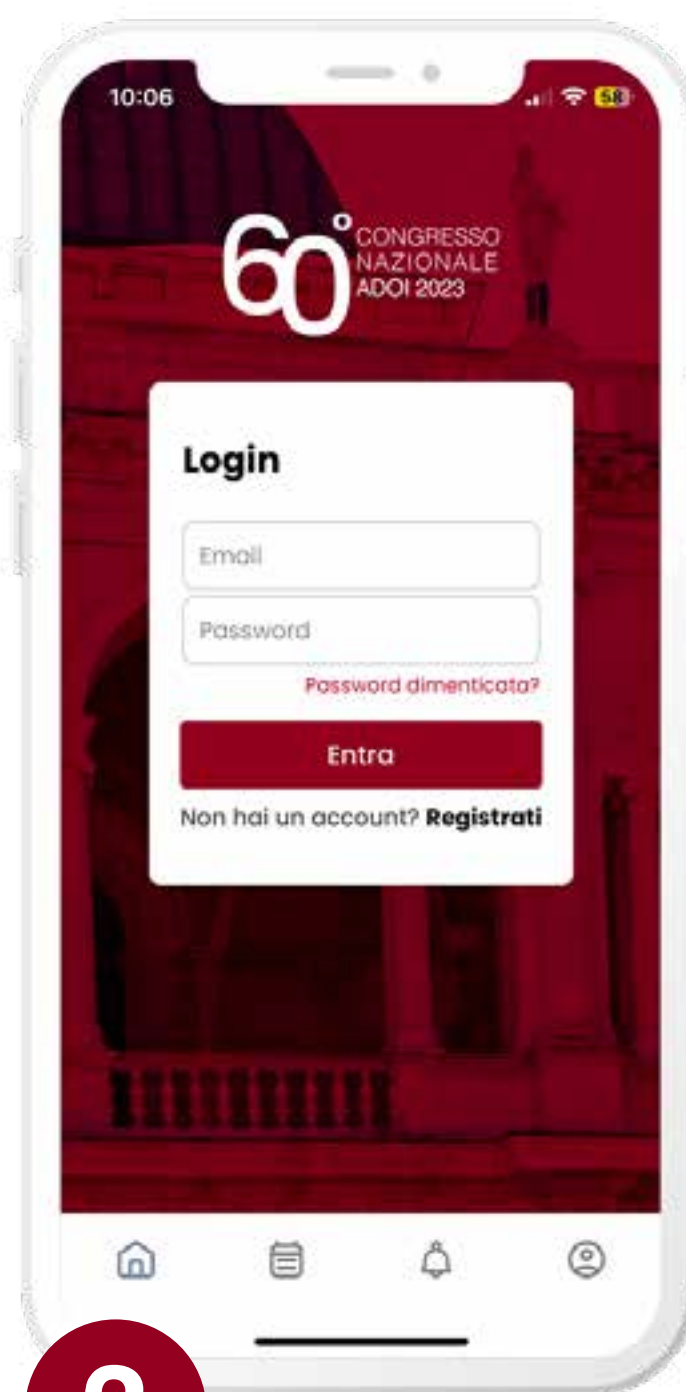 10:06
58
60°
CONGRESSO
NAZIONALE
ADOI 2023
Login
Email
Password
Password dimenticata?
Entra
Non hai un account? Registrati